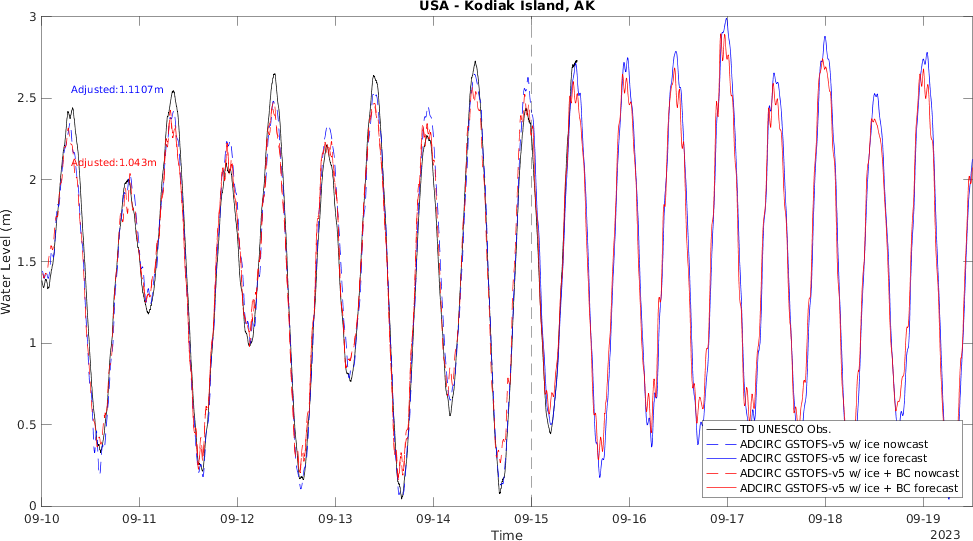 USA - Kodiak Island, AK
3
2.5
2
1.5
1
0.5
0
Water Level (m)
Adjusted:1.1107m
Adjusted:1.043m
TD UNESCO Obs.
ADCIRC GSTOFS-v5 w/ ice nowcast
ADCIRC GSTOFS-v5 w/ ice forecast
ADCIRC GSTOFS-v5 w/ ice + BC nowcast
ADCIRC GSTOFS-v5 w/ ice + BC forecast
09-10 09-11 09-12 09-13 09-14 09-15 09-16 09-17 09-18 09-19
Time
2023